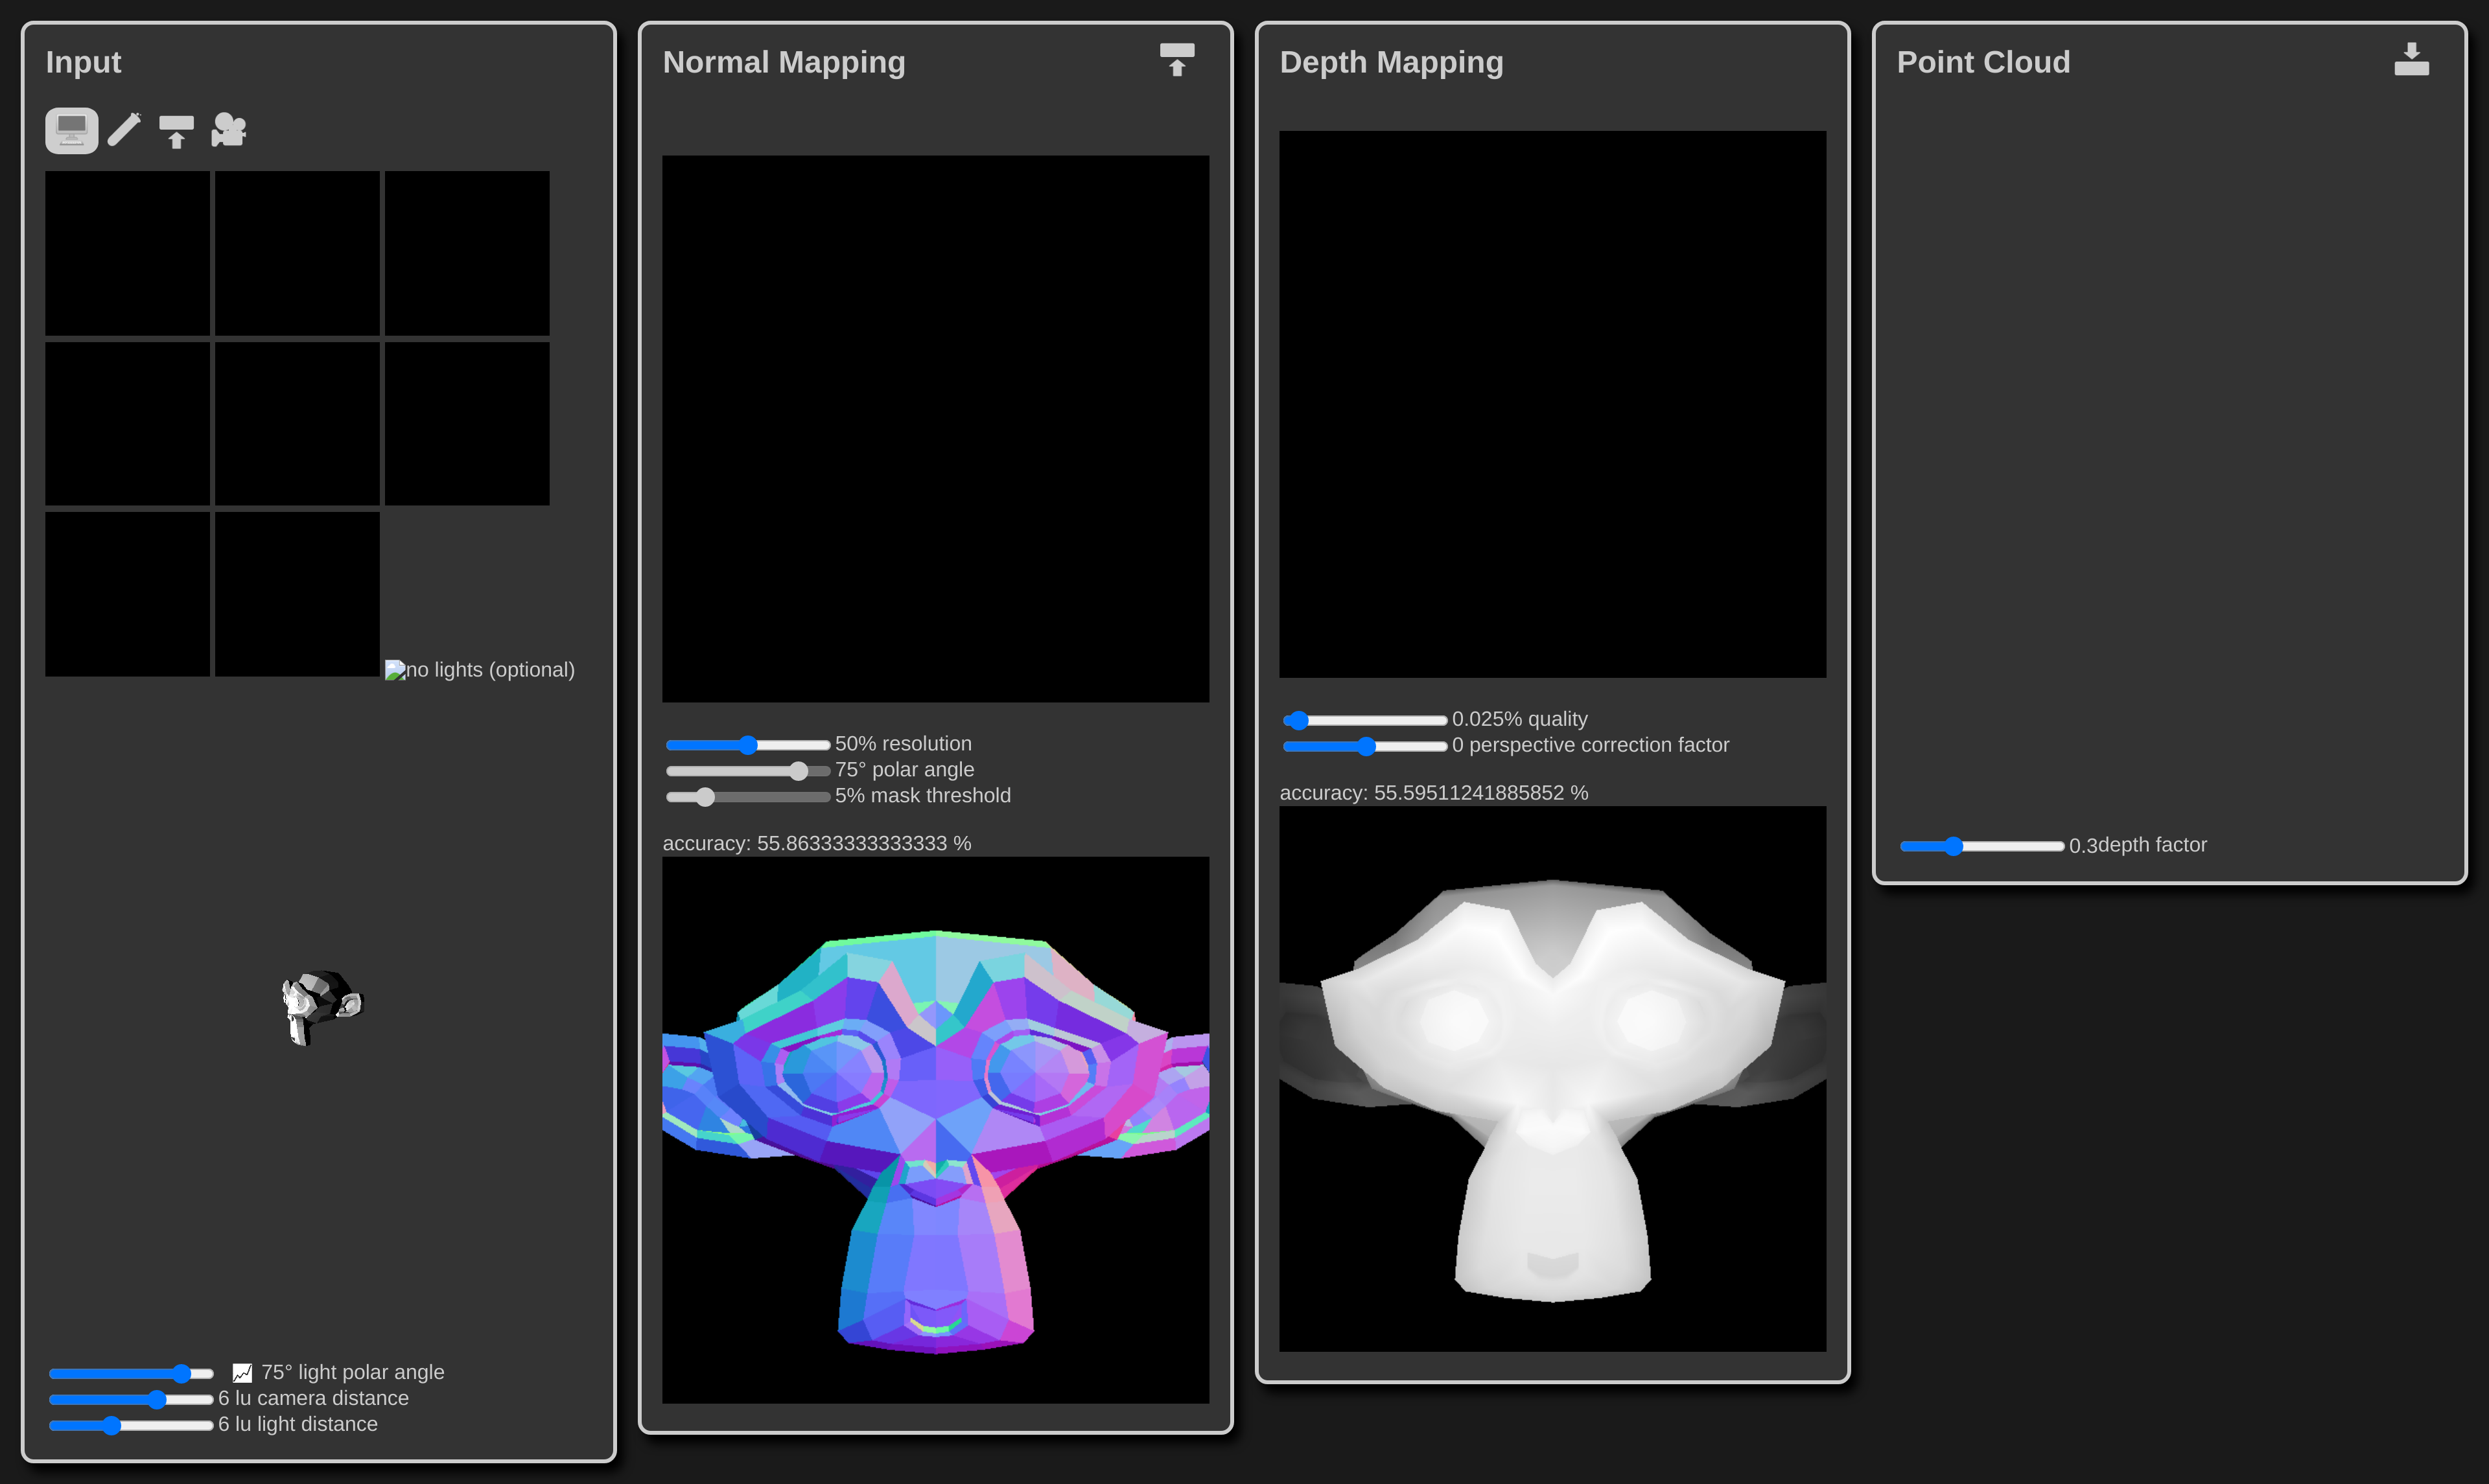 Input
no lights (optional)
75° light polar angle
6 lu camera distance
6 lu light distance
Normal Mapping
50% resolution
75° polar angle
5% mask threshold
accuracy: 55.86333333333333 %
Depth Mapping
0.025% quality
0 perspective correction factor
accuracy: 55.59511241885852 %
Point Cloud
0.3depth factor